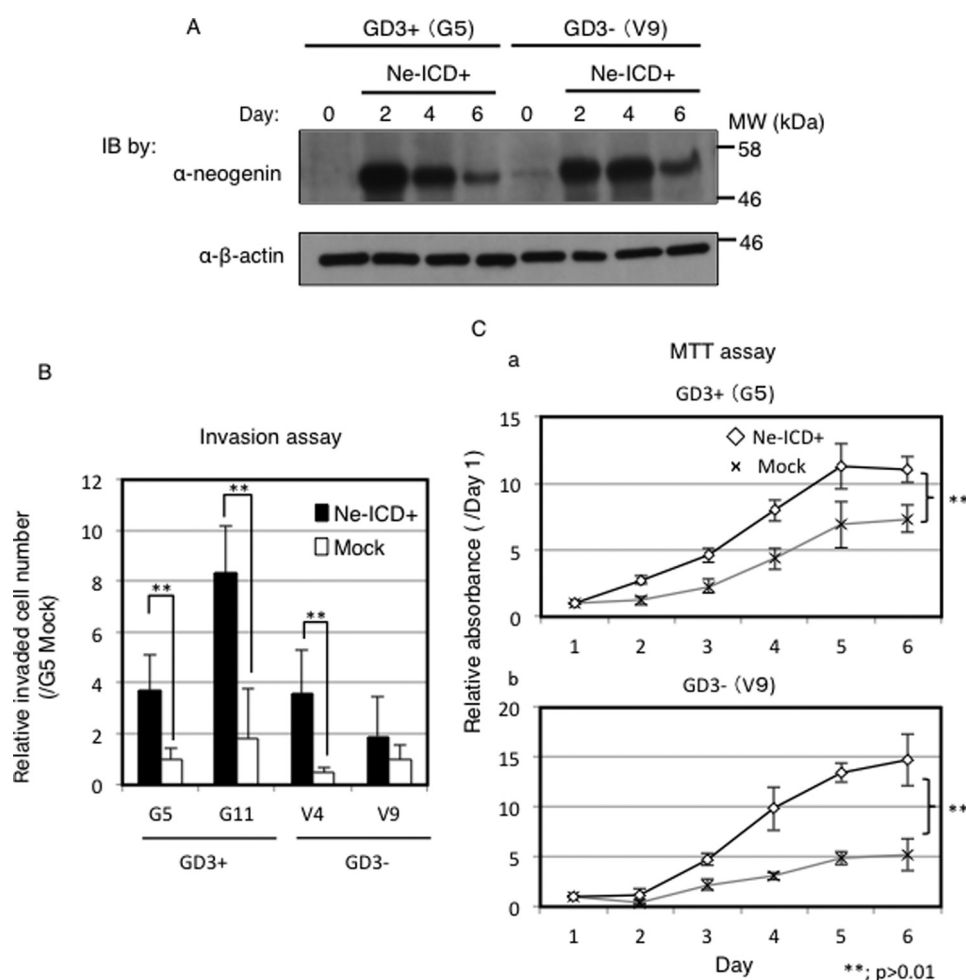 A
GD3+ (G5) GD3- (V9)
Ne-ICD+ Ne-ICD+
Day: 0 2 4 6 0 2 4 6 MW (kDa)
IB by:
58
α-neogenin
46
46
α-β-actin
B
Invasion assay
Relative invaded cell number
(/G5 Mock)
12
10
8
6
4
2
0
** ** **
Ne-ICD+
Mock
G5 G11 V4 V9
GD3+ GD3-
C
MTT assay
Relative absorbance (/Day 1)
a
GD3+ (G5)
15
10
5
0
Ne-ICD+
Mock
**
1 2 3 4 5 6
b
GD3- (V9)
20
15
10
5
0
**
1 2 3 4 5 6
Day
**; p>0.01